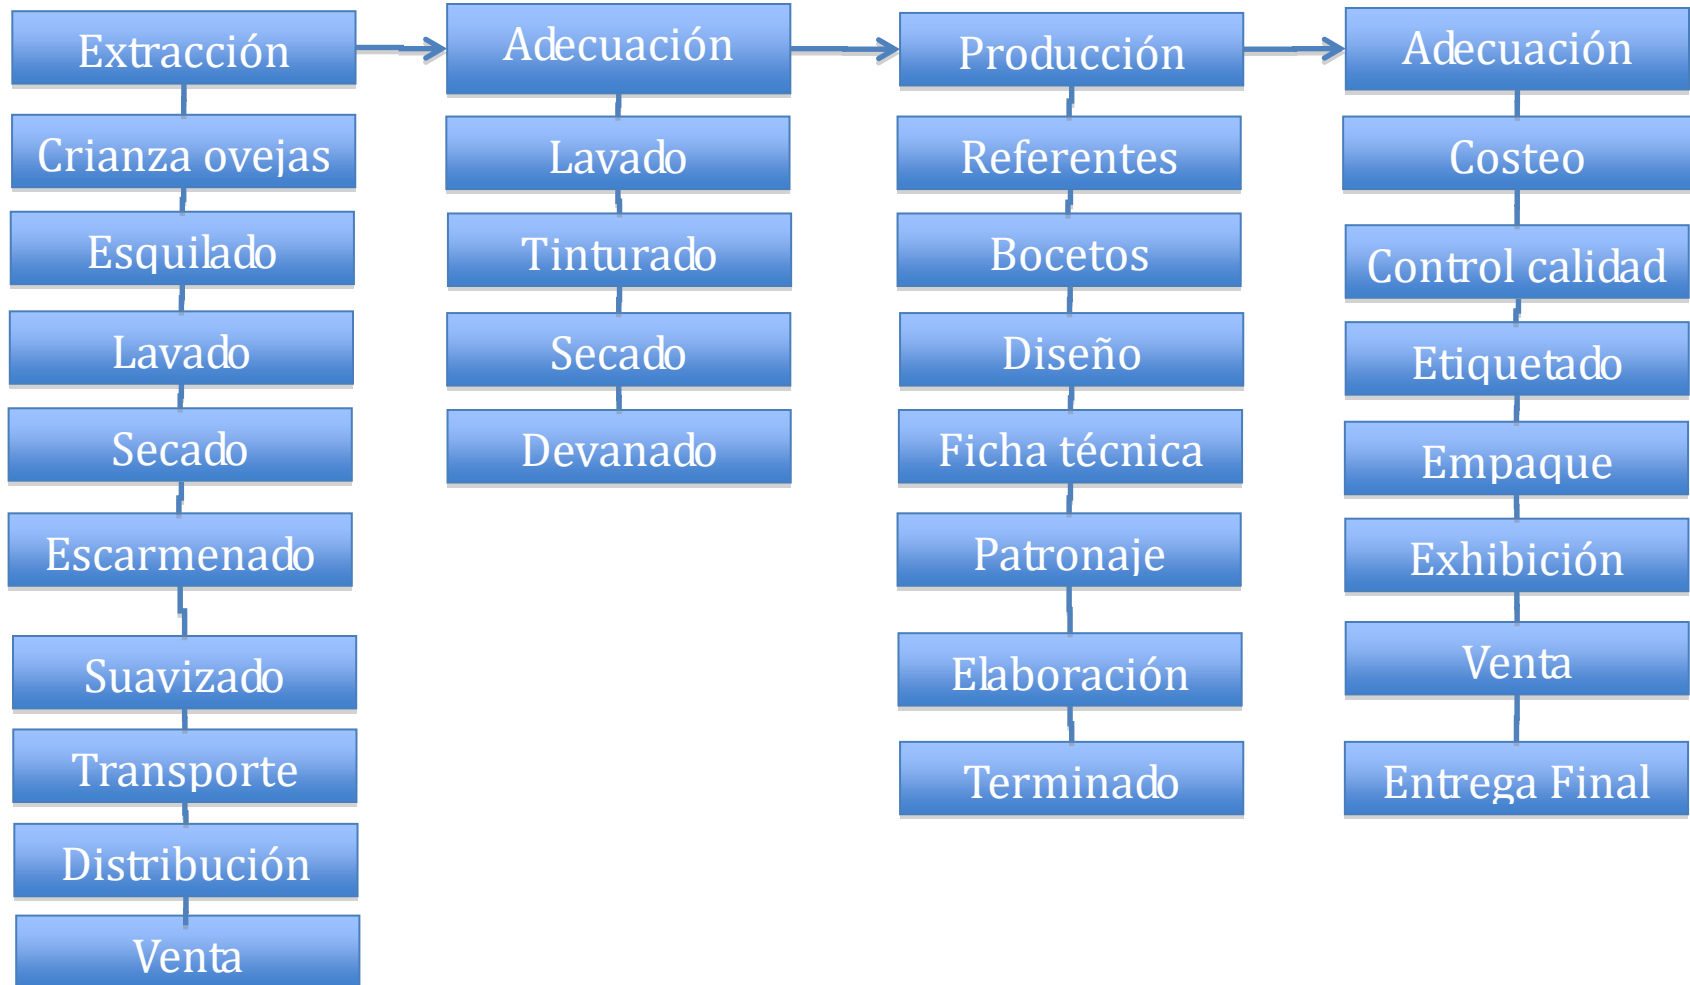 Extracción
Crianza ovejas
Esquilado
Lavado
Secado
Escarmenado
Suavizado
Transporte
Distribución
Venta
Adecuación
Lavado
Tinturado
Secado
Devanado
Producción
Referentes
Bocetos
Diseño
Ficha técnica
Patronaje
Elaboración
Terminado
Adecuación
Costeo
Control calidad
Etiquetado
Empaque
Exhibición
Venta
Entrega Final